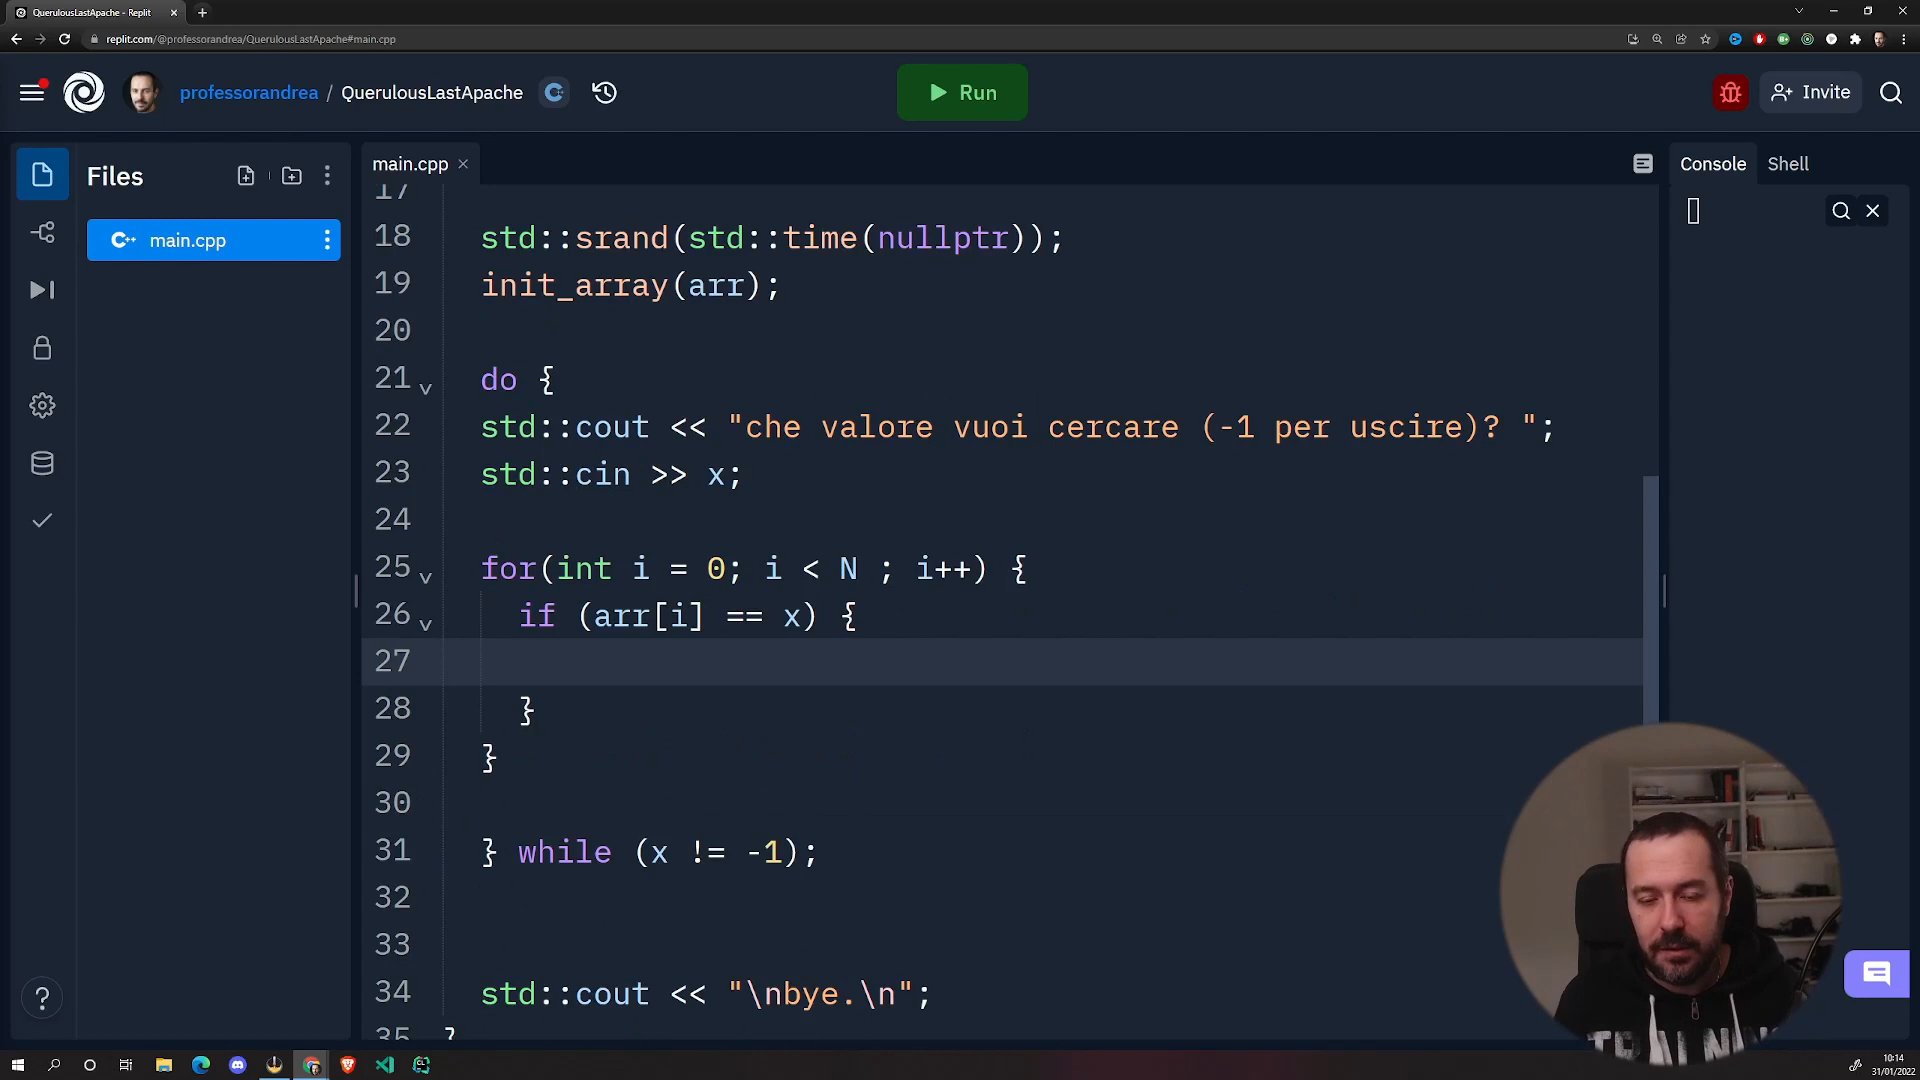 QuerulousLastApache - Replit
replit.com/@professorandrea/QuerulousLastApache#main.cpp
professorandrea / QuerulousLastApache
Run
Invite
Files
main.cpp
main.cpp
Console
Shell
17
18 std::srand(std::time(nullptr));
19 init_array(arr);
20
21 do {
22 std::cout << "che valore vuoi cercare (-1 per uscire)? ";
23 std::cin >> x;
24
25 for(int i = 0; i < N ; i++) {
26 if (arr[i] == x) {
27
28 }
29 }
30
31 } while (x != -1);
32
33
34 std::cout << "\nbye.\n";
35 }
10:14
31/01/2022